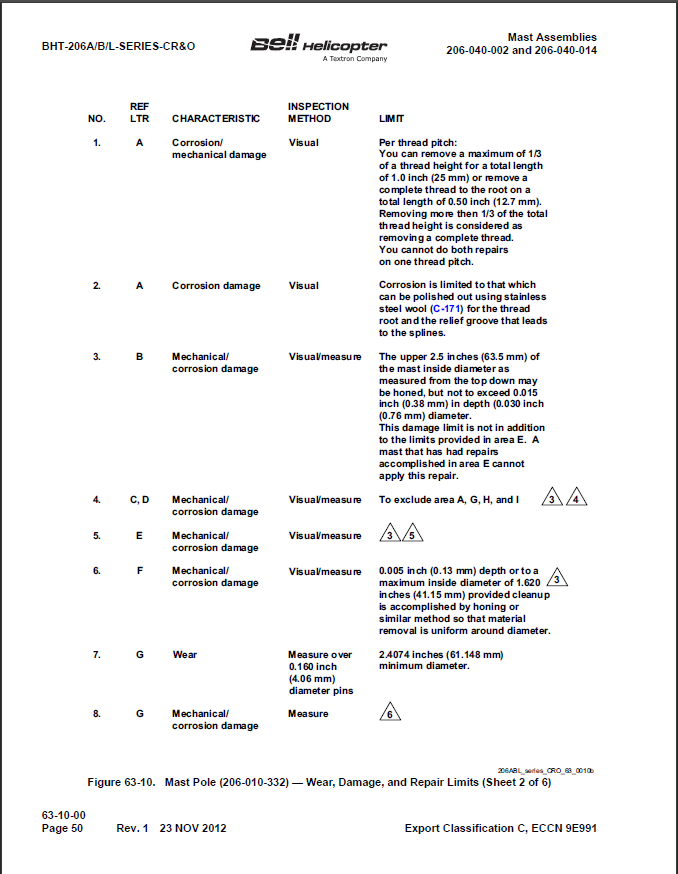 BHT-206A/B/L-SERIES-CR&O
Bell Helicopter
A Textron Company
Mast Assemblies
206-040-002 and 206-040-014
NO. REF LTR CHARACTERISTIC INSPECTION METHOD LIMIT
1. A Corrosion/ Visual Per thread pitch:
mechanical damage You can remove a maximum of 1/3
of a thread height for a total length
of 1.0 inch (25 mm) or remove a
complete thread to the root on a
total length of 0.50 inch (12.7 mm).
Removing more then 1/3 of the total
thread height is considered as
removing a complete thread.
You cannot do both repairs
on one thread pitch.
2. A Corrosion damage Visual Corrosion is limited to that which
can be polished out using stainless
steel wool (C-171) for the thread
root and the relief groove that leads
to the splines.
3. B Mechanical/ Visual/measure The upper 2.5 inches (63.5 mm) of
corrosion damage the mast inside diameter as
measured from the top down may
be honed, but not to exceed 0.015
inch (0.38 mm) in depth (0.030 inch
(0.76 mm) diameter.
This damage limit is not in addition
to the limits provided in area E. A
mast that has had repairs
accomplished in area E cannot
apply this repair.
4. C, D Mechanical/ Visual/measure To exclude area A, G, H, and I 3 4
corrosion damage
5. E Mechanical/ Visual/measure 3 5
corrosion damage
6. F Mechanical/ Visual/measure 0.005 inch (0.13 mm) depth or to a
corrosion damage maximum inside diameter of 1.620 3
inches (41.15 mm) provided cleanup
is accomplished by honing or
similar method so that material
removal is uniform around diameter.
7. G Wear Measure over 2.4074 inches (61.148 mm)
0.160 inch minimum diameter.
(4.06 mm)
diameter pins
8. G Mechanical/ Measure 6
corrosion damage
206ABL_series_CRO_63_0010b
Figure 63-10. Mast Pole (206-010-332) — Wear, Damage, and Repair Limits (Sheet 2 of 6)
63-10-00
Page 50 Rev. 1 23 NOV 2012 Export Classification C, ECCN 9E991